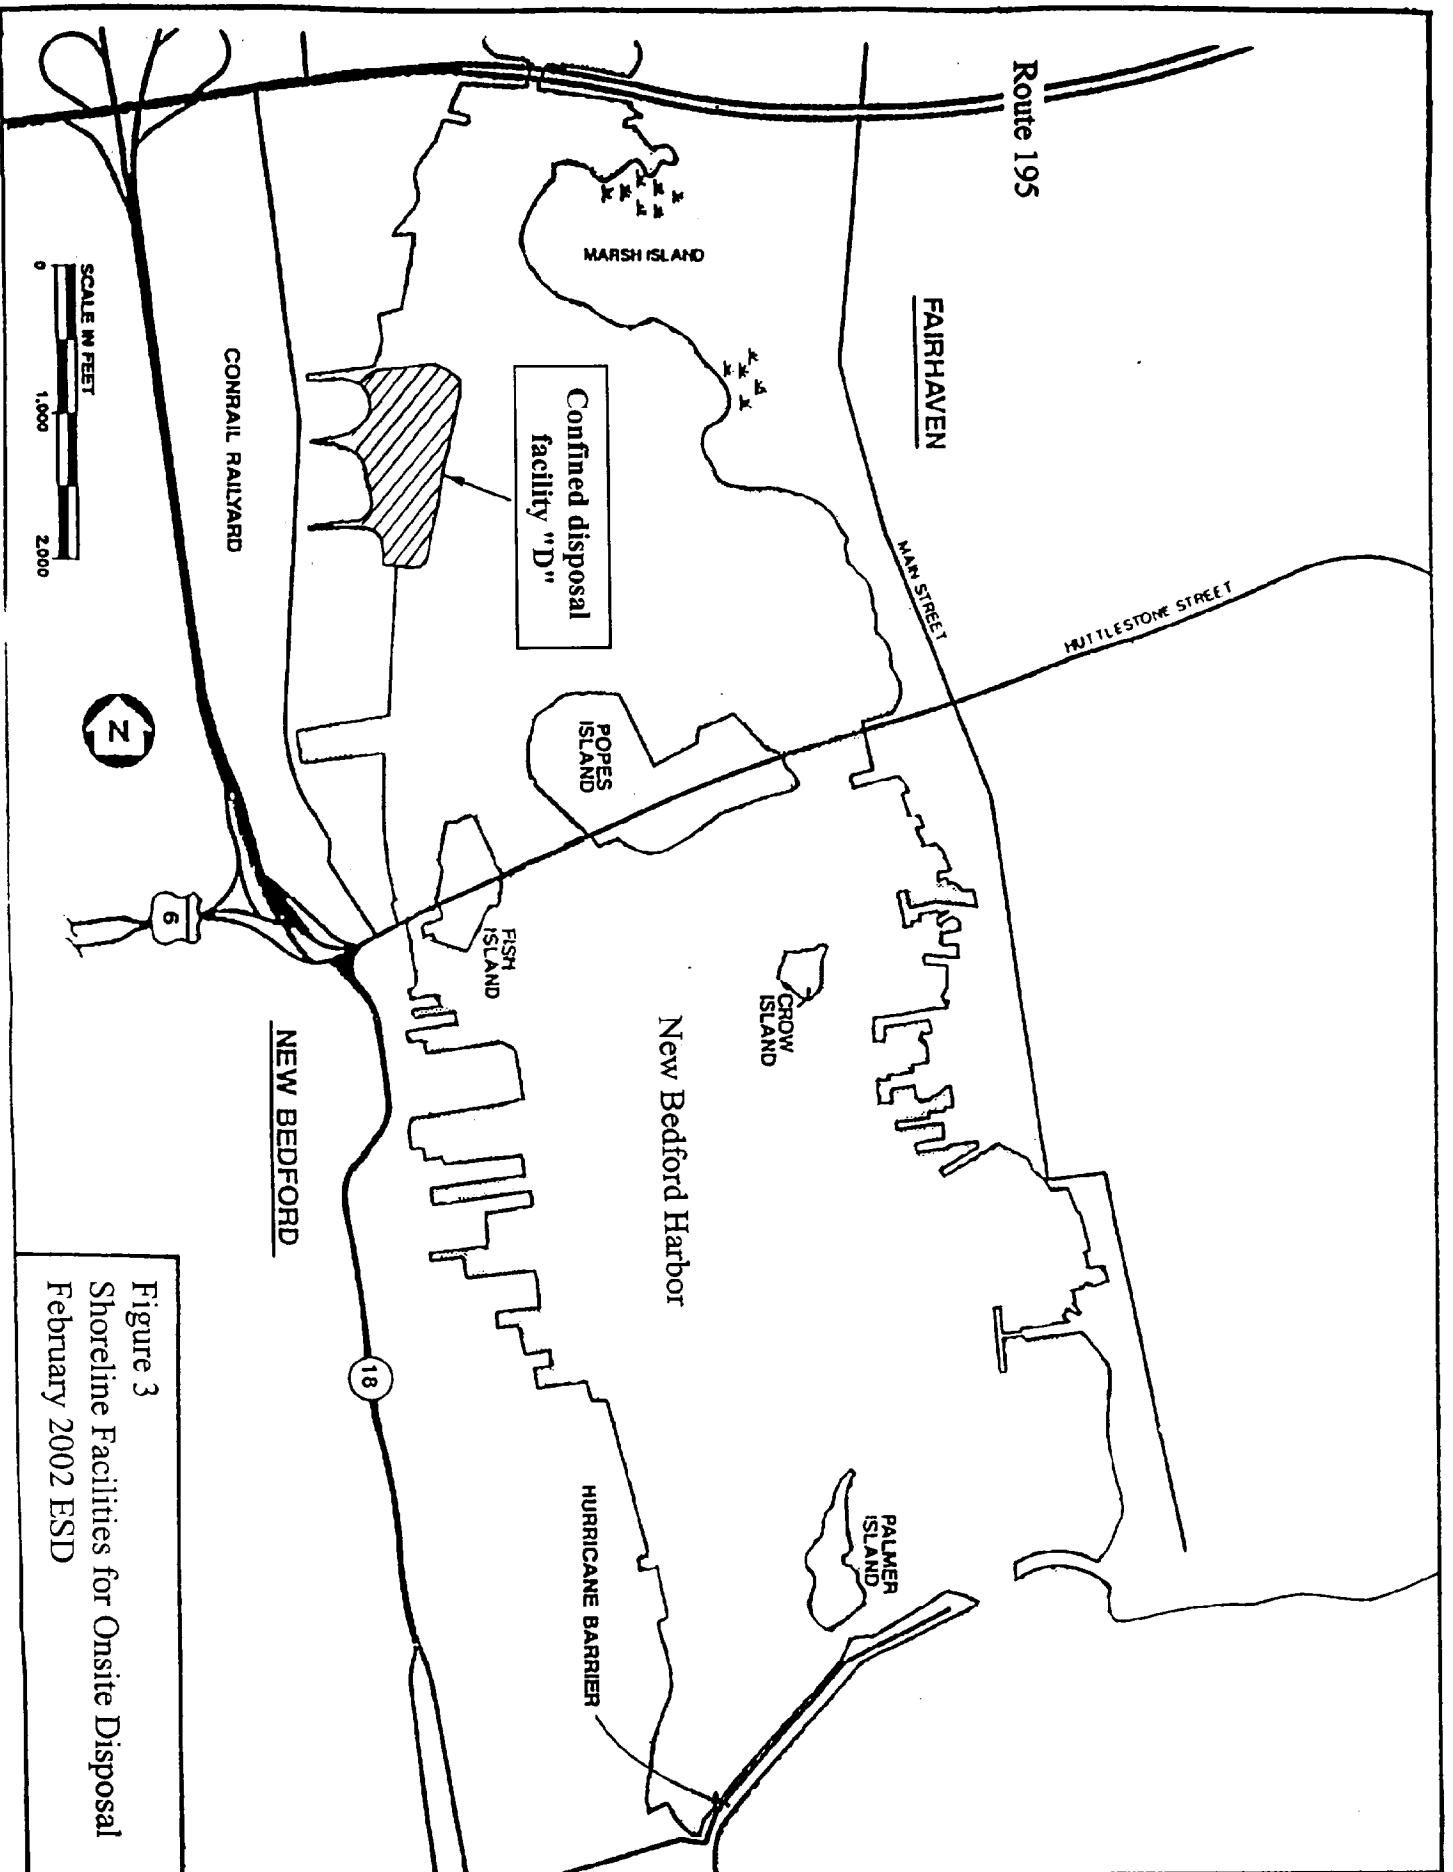 Route 195
FAIRHAVEN
MARSH ISLAND
MAIN STREET
HUTTLESTONE STREET
Confined disposal
facility "D"
CONRAIL RAILYARD
SCALE IN FEET
0 1,000 2,000
N
POPES
ISLAND
FISH
ISLAND
CROW
ISLAND
6
New Bedford Harbor
NEW BEDFORD
18
PALMER
ISLAND
HURRICANE BARRIER
Figure 3
Shoreline Facilities for Onsite Disposal
February 2002 ESD